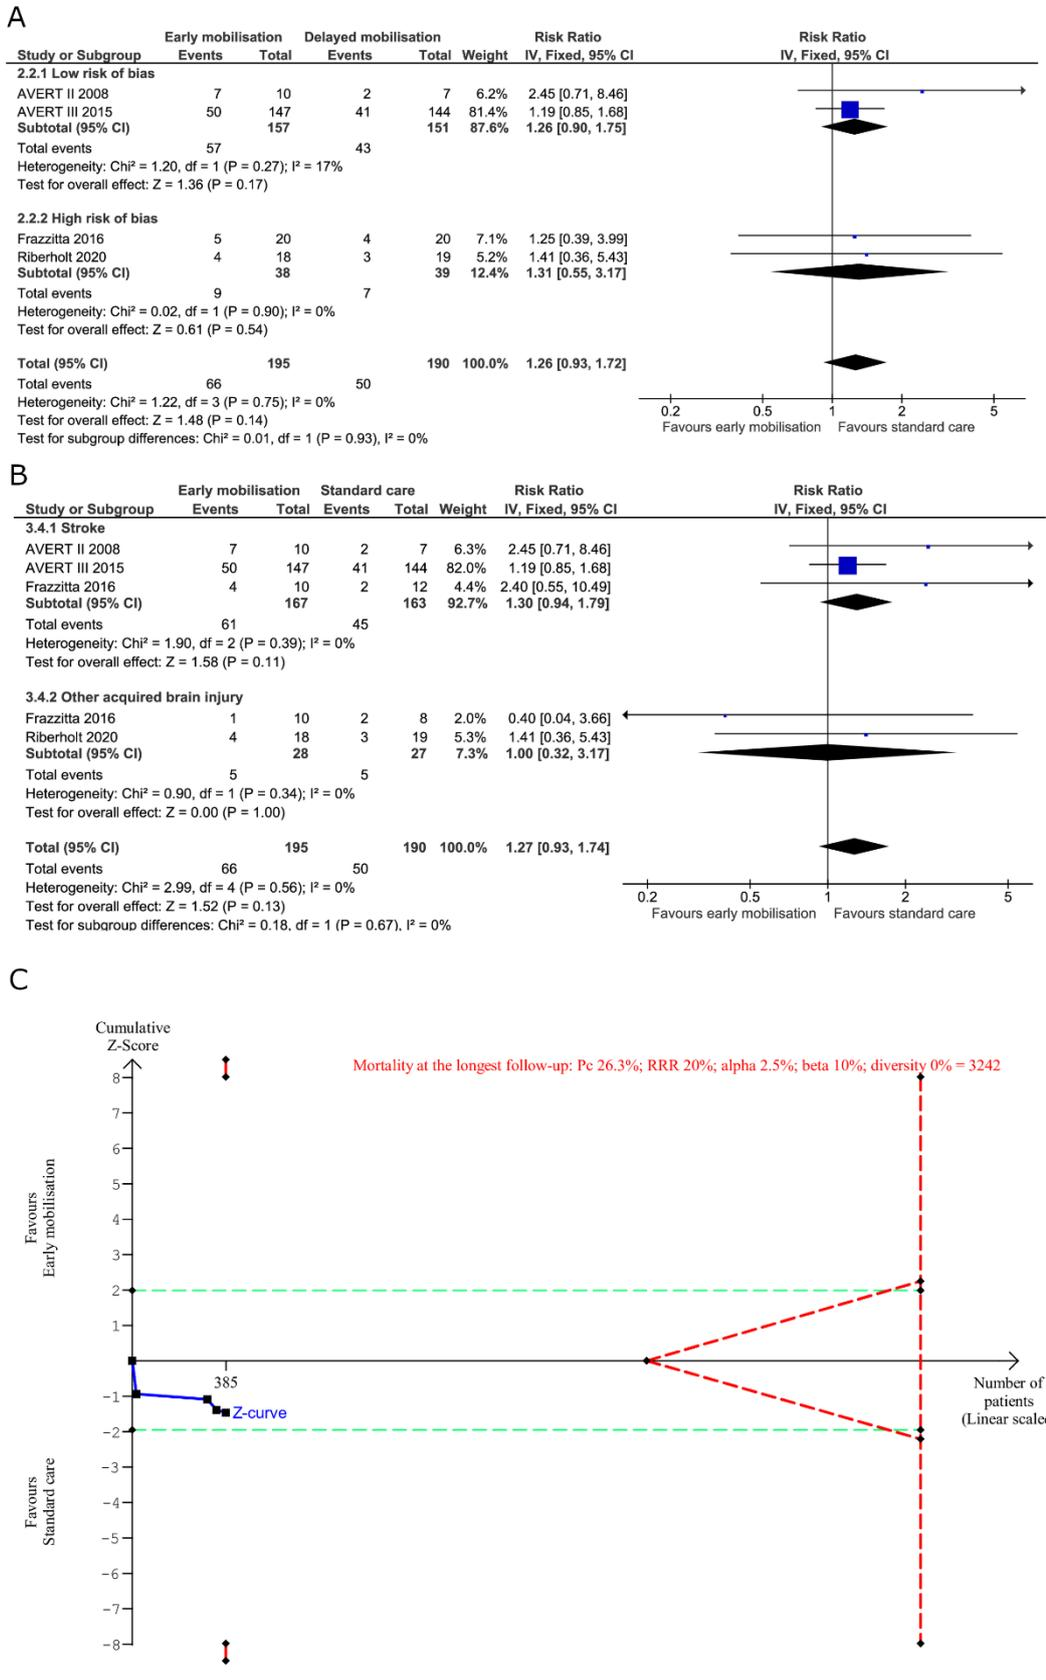 A
Early mobilisation Delayed mobilisation Risk Ratio Risk Ratio
Study or Subgroup Events Total Events Total Weight IV, Fixed, 95% CI IV, Fixed, 95% CI
2.2.1 Low risk of bias
AVERT II 2008 7 10 2 7 6.2% 2.45 [0.71, 8.46]
AVERT III 2015 50 147 41 144 81.4% 1.19 [0.85, 1.68]
Subtotal (95% CI) 157 151 87.6% 1.26 [0.90, 1.75]
Total events 57 43
Heterogeneity: Chi² = 1.20, df = 1 (P = 0.27); I² = 17%
Test for overall effect: Z = 1.36 (P = 0.17)
2.2.2 High risk of bias
Frazzitta 2016 5 20 4 20 7.1% 1.25 [0.39, 3.99]
Riberholt 2020 4 18 3 19 5.2% 1.41 [0.36, 5.43]
Subtotal (95% CI) 38 39 12.4% 1.31 [0.55, 3.17]
Total events 9 7
Heterogeneity: Chi² = 0.02, df = 1 (P = 0.90); I² = 0%
Test for overall effect: Z = 0.61 (P = 0.54)
Total (95% CI) 195 190 100.0% 1.26 [0.93, 1.72]
Total events 66 50
Heterogeneity: Chi² = 1.22, df = 3 (P = 0.75); I² = 0%
Test for overall effect: Z = 1.48 (P = 0.14)
Test for subgroup differences: Chi² = 0.01, df = 1 (P = 0.93), I² = 0%
0.2 0.5 1 2 5
Favours early mobilisation Favours standard care
B
Early mobilisation Standard care Risk Ratio Risk Ratio
Study or Subgroup Events Total Events Total Weight IV, Fixed, 95% CI IV, Fixed, 95% CI
3.4.1 Stroke
AVERT II 2008 7 10 2 7 6.3% 2.45 [0.71, 8.46]
AVERT III 2015 50 147 41 144 82.0% 1.19 [0.85, 1.68]
Frazzitta 2016 4 10 2 12 4.4% 2.40 [0.55, 10.49]
Subtotal (95% CI) 167 163 92.7% 1.30 [0.94, 1.79]
Total events 61 45
Heterogeneity: Chi² = 1.90, df = 2 (P = 0.39); I² = 0%
Test for overall effect: Z = 1.58 (P = 0.11)
3.4.2 Other acquired brain injury
Frazzitta 2016 1 10 2 8 2.0% 0.40 [0.04, 3.66]
Riberholt 2020 4 18 3 19 5.3% 1.41 [0.36, 5.43]
Subtotal (95% CI) 28 27 7.3% 1.00 [0.32, 3.17]
Total events 5 5
Heterogeneity: Chi² = 0.90, df = 1 (P = 0.34); I² = 0%
Test for overall effect: Z = 0.00 (P = 1.00)
Total (95% CI) 195 190 100.0% 1.27 [0.93, 1.74]
Total events 66 50
Heterogeneity: Chi² = 2.99, df = 4 (P = 0.56); I² = 0%
Test for overall effect: Z = 1.52 (P = 0.13)
Test for subgroup differences: Chi² = 0.18, df = 1 (P = 0.67), I² = 0%
0.2 0.5 1 2 5
Favours early mobilisation Favours standard care
C
Cumulative
Z-Score
Mortality at the longest follow-up: Pc 26.3%; RRR 20%; alpha 2.5%; beta 10%; diversity 0% = 3242
8
7
6
5
4
3
2
1
-1
-2
-3
-4
-5
-6
-7
-8
Favours
Early mobilisation
Favours
Standard care
385
Z-curve
Number of
patients
(Linear scale